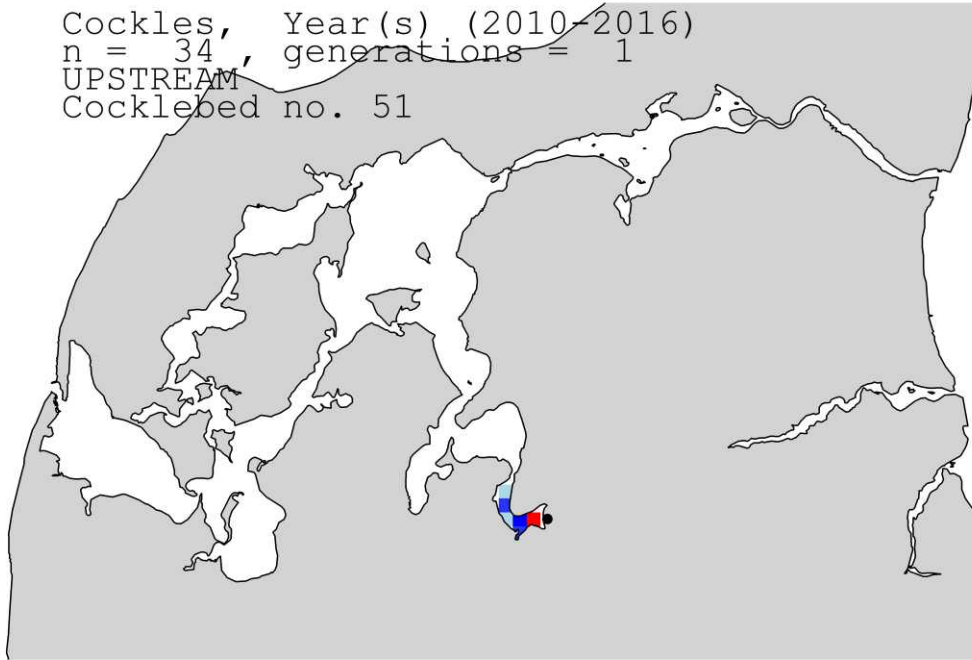 Cockles, Year(s) (2010-2016)
n = 34 , generations = 1
UPSTREAM
Cocklebed no. 51